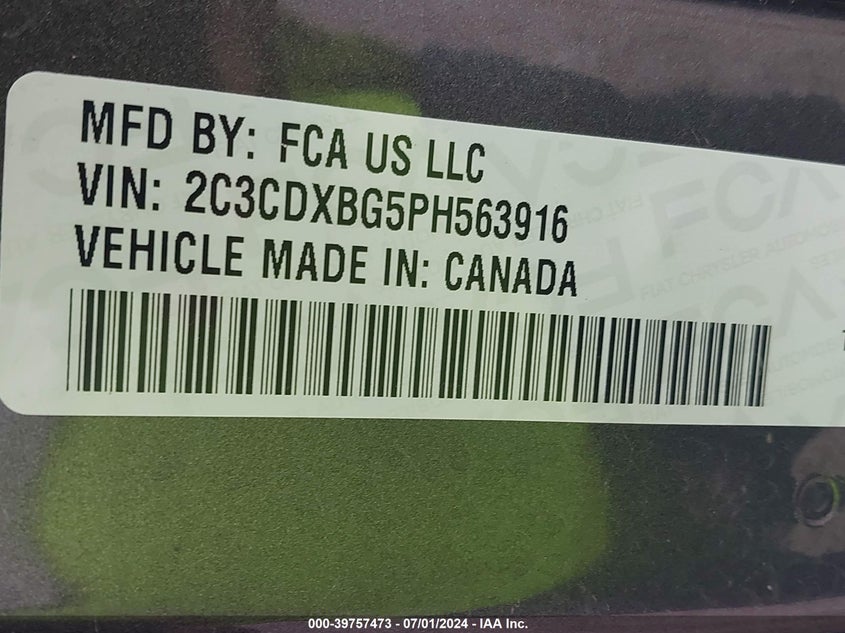 MFD BY: FCA US LLC
VIN: 2C3CDXBG5PH563916
VEHICLE MADE IN: CANADA
000-39757473 - 07/01/2024 - IAA Inc.